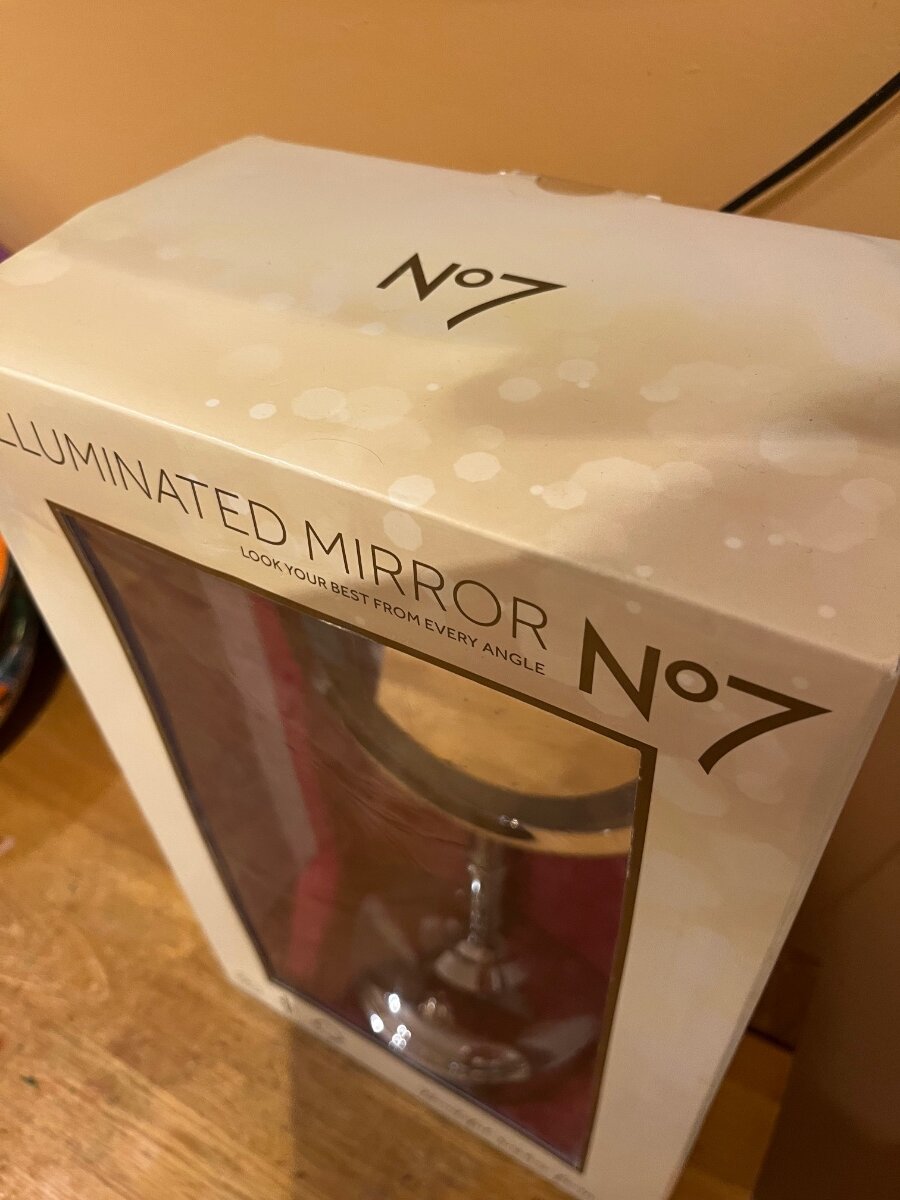 No7
LLUMINATED MIRROR
LOOK YOUR BEST FROM EVERY ANGLE
No7